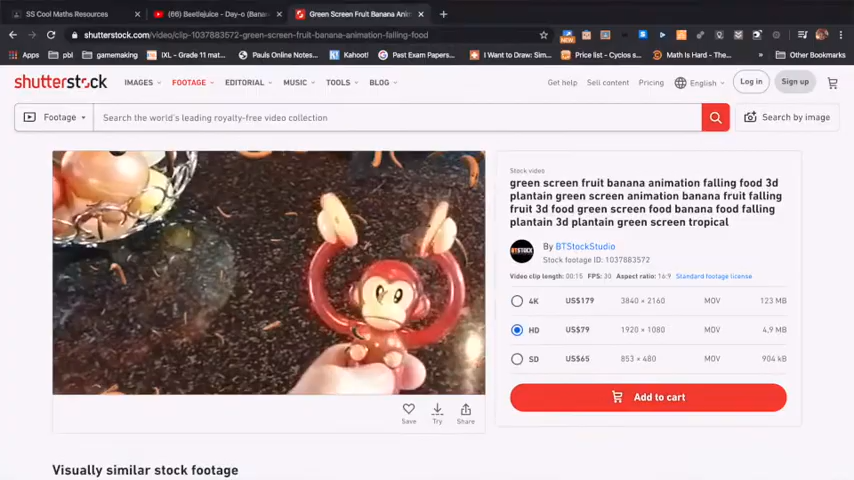 SS Cool Maths Resources
(66) Beetlejuice - Day-o (Banan
Green Screen Fruit Banana Anim
shutterstock.com/video/clip-1037883572-green-screen-fruit-banana-animation-falling-food
Apps
pbl
gamemaking
IXL - Grade 11 mat...
Pauls Online Notes...
Kahoot!
Past Exam Papers...
I Want to Draw: Sim...
Price list - Cyclos s...
Math Is Hard - The...
»
Other Bookmarks
shutterstock
IMAGES
FOOTAGE
EDITORIAL
MUSIC
TOOLS
BLOG
Get help
Sell content
Pricing
English
Log in
Sign up
Footage
Search the world's leading royalty-free video collection
Search by image
Stock video
green screen fruit banana animation falling food 3d
plantain green screen animation banana fruit falling
fruit 3d food green screen food banana food falling
plantain 3d plantain green screen tropical
BTSTOCK
By BTStockStudio
Stock footage ID: 1037883572
Video clip length: 00:15 FPS: 30 Aspect ratio: 16:9 Standard footage license
4K US$179 3840 × 2160 MOV 123 MB
HD US$79 1920 × 1080 MOV 4.9 MB
SD US$65 853 × 480 MOV 904 kB
Add to cart
Save
Try
Share
Visually similar stock footage